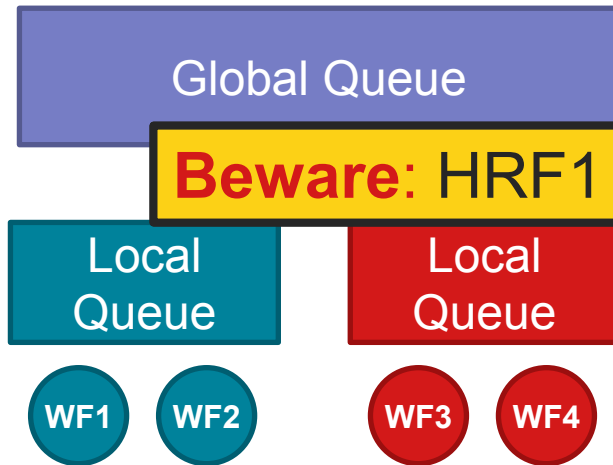 Global Queue
Beware: HRF1
Local
Queue
Local
Queue
WF1
WF2
WF3
WF4